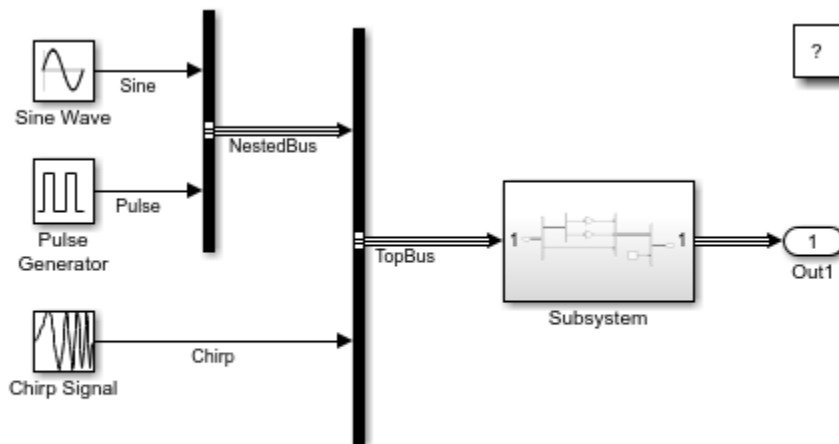 Sine Wave
Sine
NestedBus
Pulse
Pulse
Generator
TopBus
Chirp
Chirp Signal
1
1
Subsystem
1
Out1
?